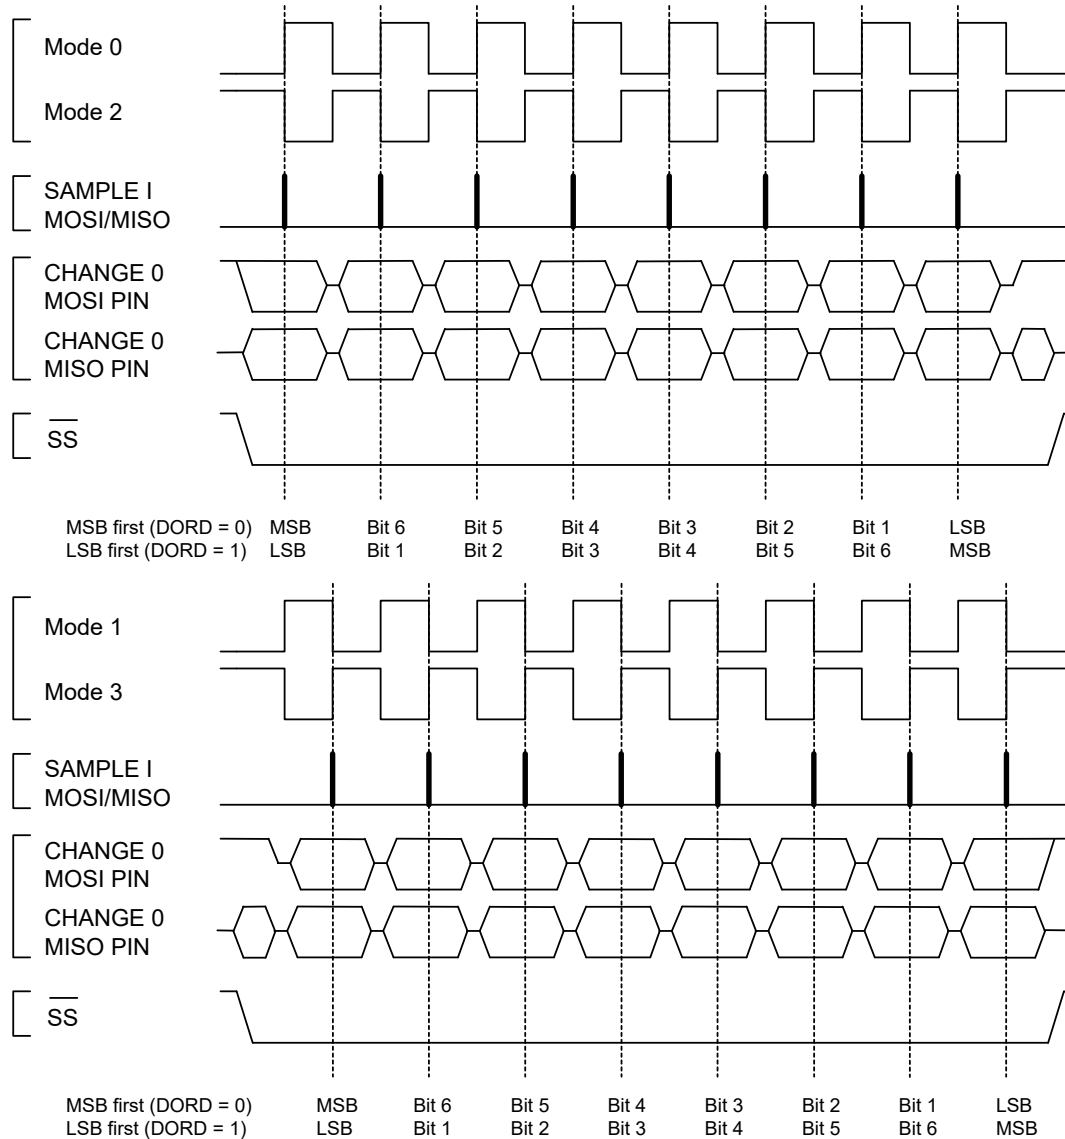 Mode 0
Mode 2
SAMPLE I
MOSI/MISO
CHANGE 0
MOSI PIN
CHANGE 0
MISO PIN
SS
MSB first (DORD = 0) MSB Bit 6 Bit 5 Bit 4 Bit 3 Bit 2 Bit 1 LSB
LSB first (DORD = 1) LSB Bit 1 Bit 2 Bit 3 Bit 4 Bit 5 Bit 6 MSB
Mode 1
Mode 3
SAMPLE I
MOSI/MISO
CHANGE 0
MOSI PIN
CHANGE 0
MISO PIN
SS
MSB first (DORD = 0) MSB Bit 6 Bit 5 Bit 4 Bit 3 Bit 2 Bit 1 LSB
LSB first (DORD = 1) LSB Bit 1 Bit 2 Bit 3 Bit 4 Bit 5 Bit 6 MSB